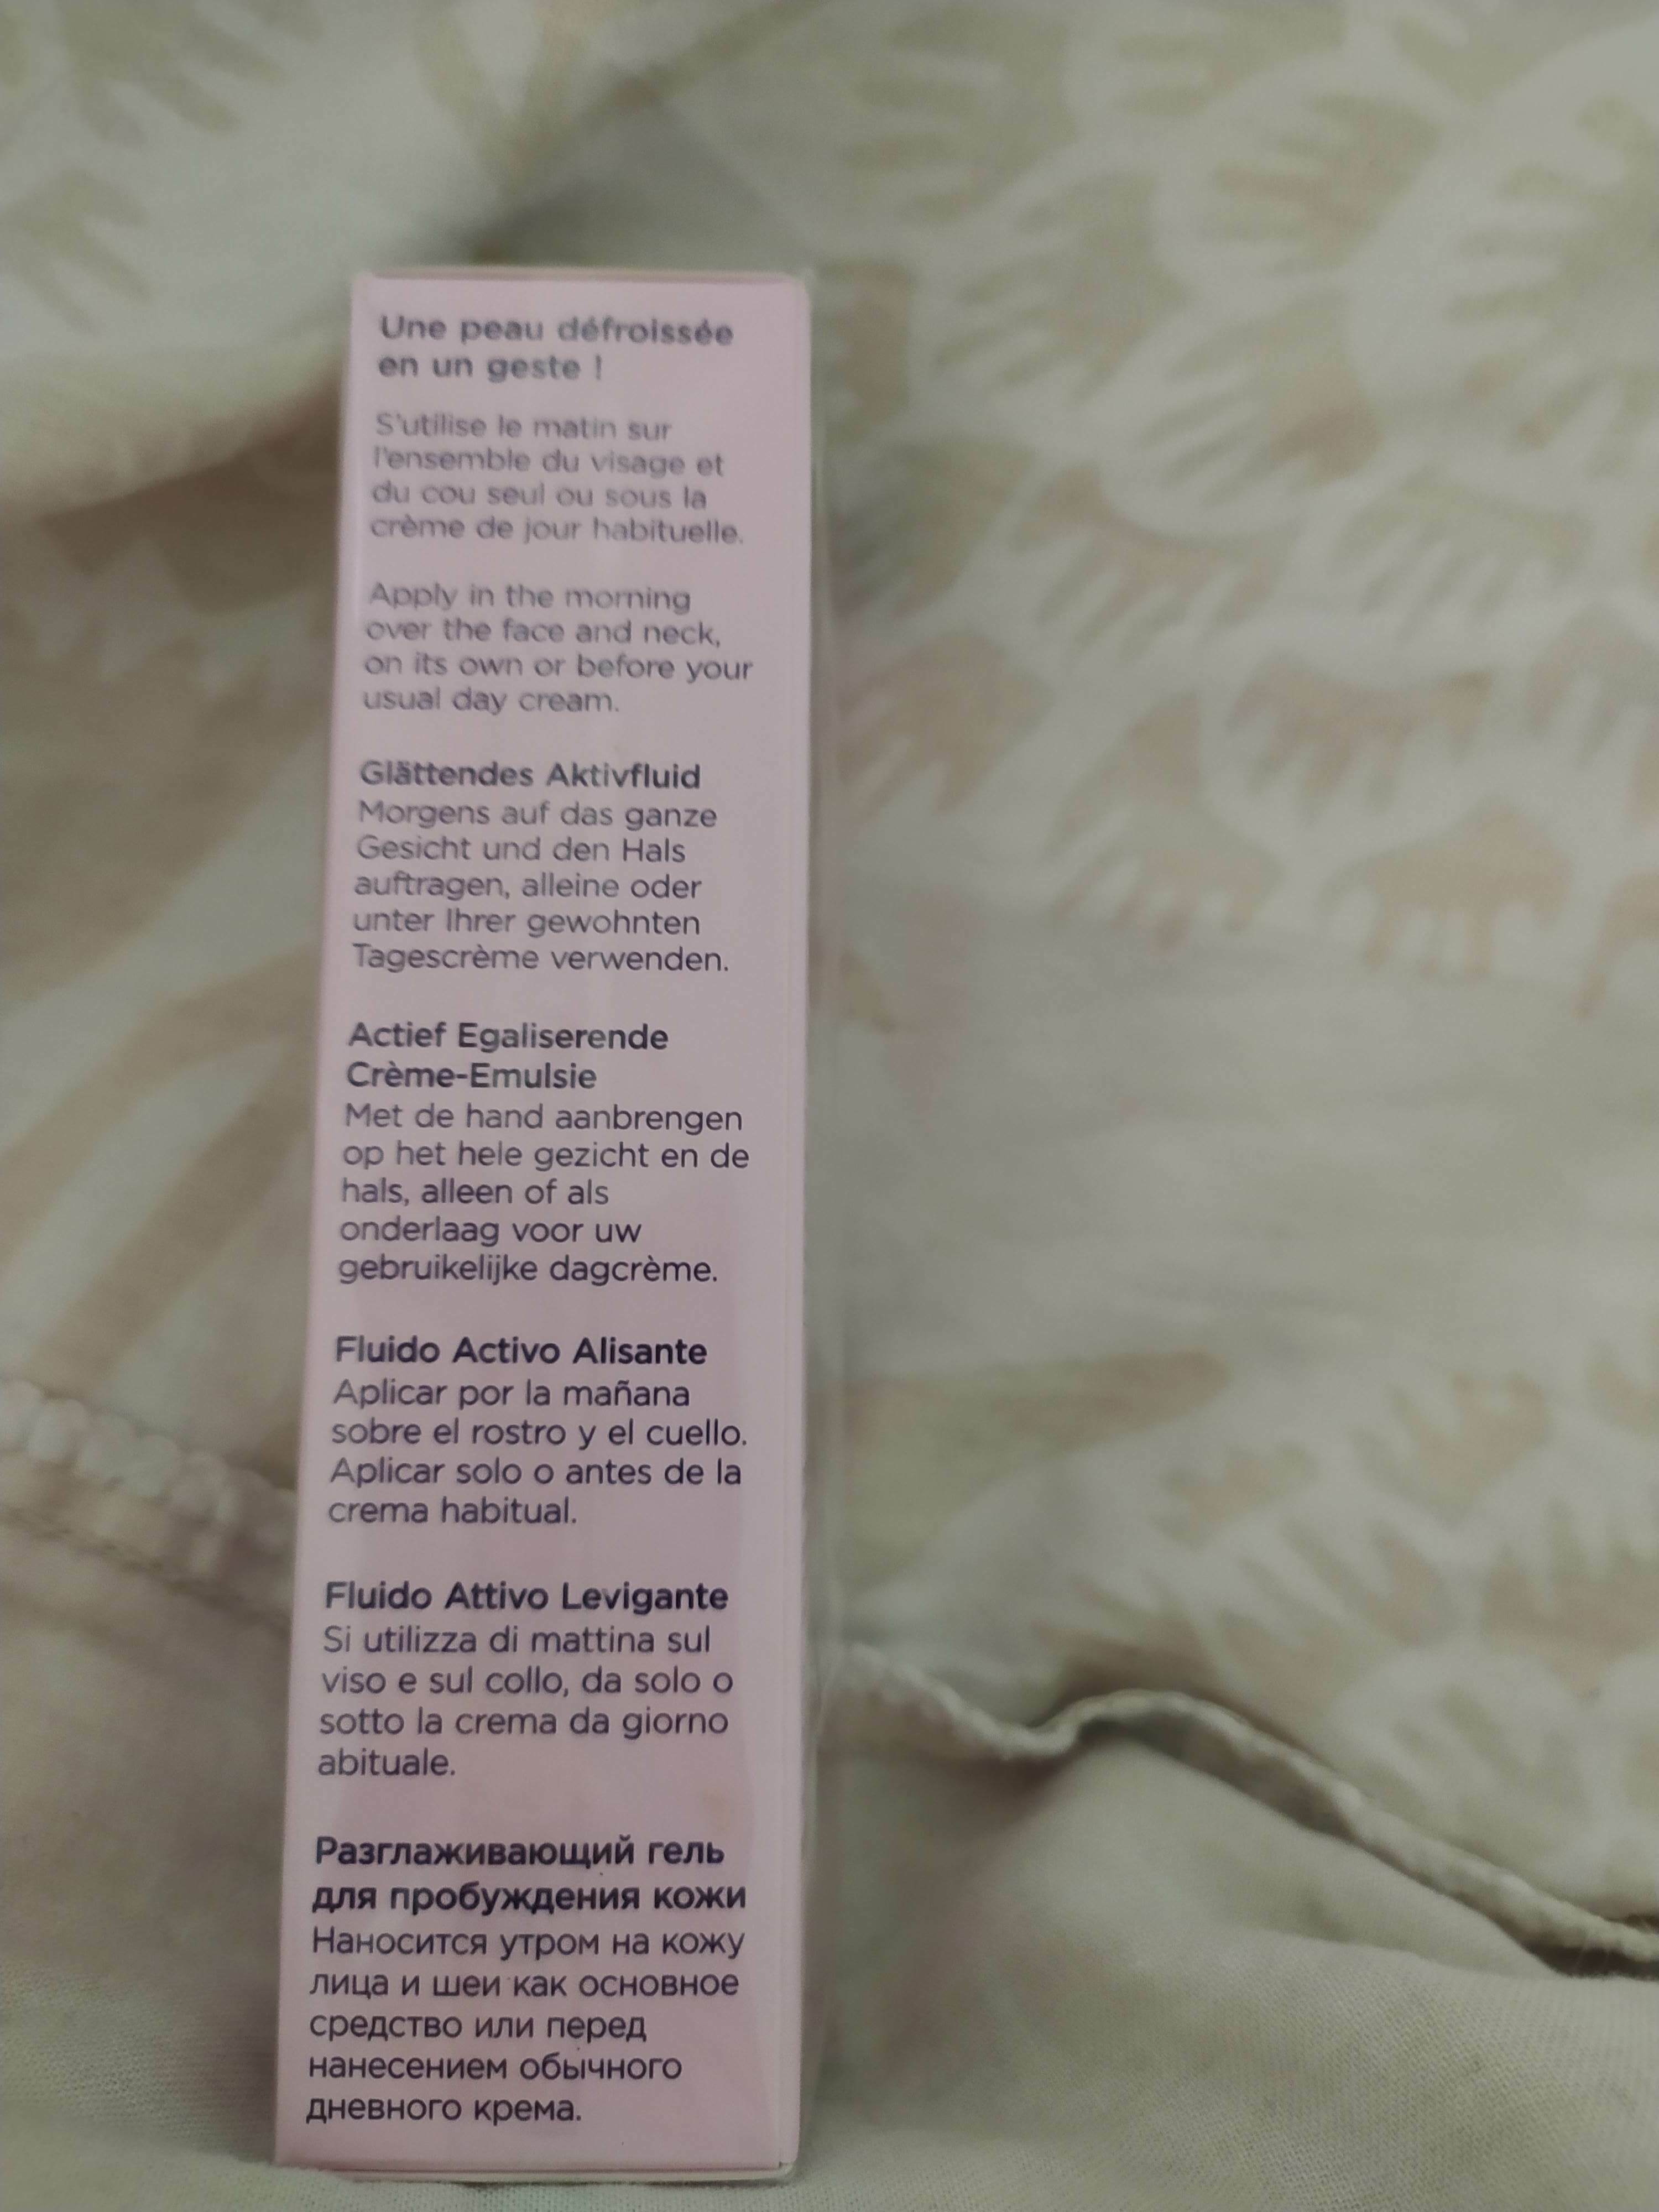 Une peau défroissée
en un geste !
S'utilise le matin sur
l'ensemble du visage et
du cou seul ou sous la
crème de jour habituelle.
Apply in the morning
over the face and neck,
on its own or before your
usual day cream.
Glättendes Aktivfluid
Morgens auf das ganze
Gesicht und den Hals
auftragen, alleine oder
unter Ihrer gewohnten
Tagescrème verwenden.
Actief Egaliserende
Crème-Emulsie
Met de hand aanbrengen
op het hele gezicht en de
hals, alleen of als
onderlaag voor uw
gebruikelijke dagcrème.
Fluido Activo Alisante
Aplicar por la mañana
sobre el rostro y el cuello.
Aplicar solo o antes de la
crema habitual.
Fluido Attivo Levigante
Si utilizza di mattina sul
viso e sul collo, da solo o
sotto la crema da giorno
abituale.
Разглаживающий гель
для пробуждения кожи
Наносится утром на кожу
лица и шеи как основное
средство или перед
нанесением обычного
дневного крема.